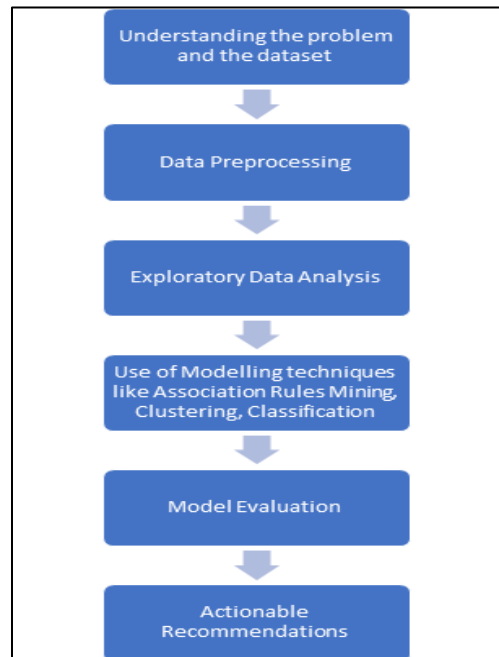 Understanding the problem
and the dataset
Data Preprocessing
Exploratory Data Analysis
Use of Modelling techniques
like Association Rules Mining,
Clustering, Classification
Model Evaluation
Actionable
Recommendations